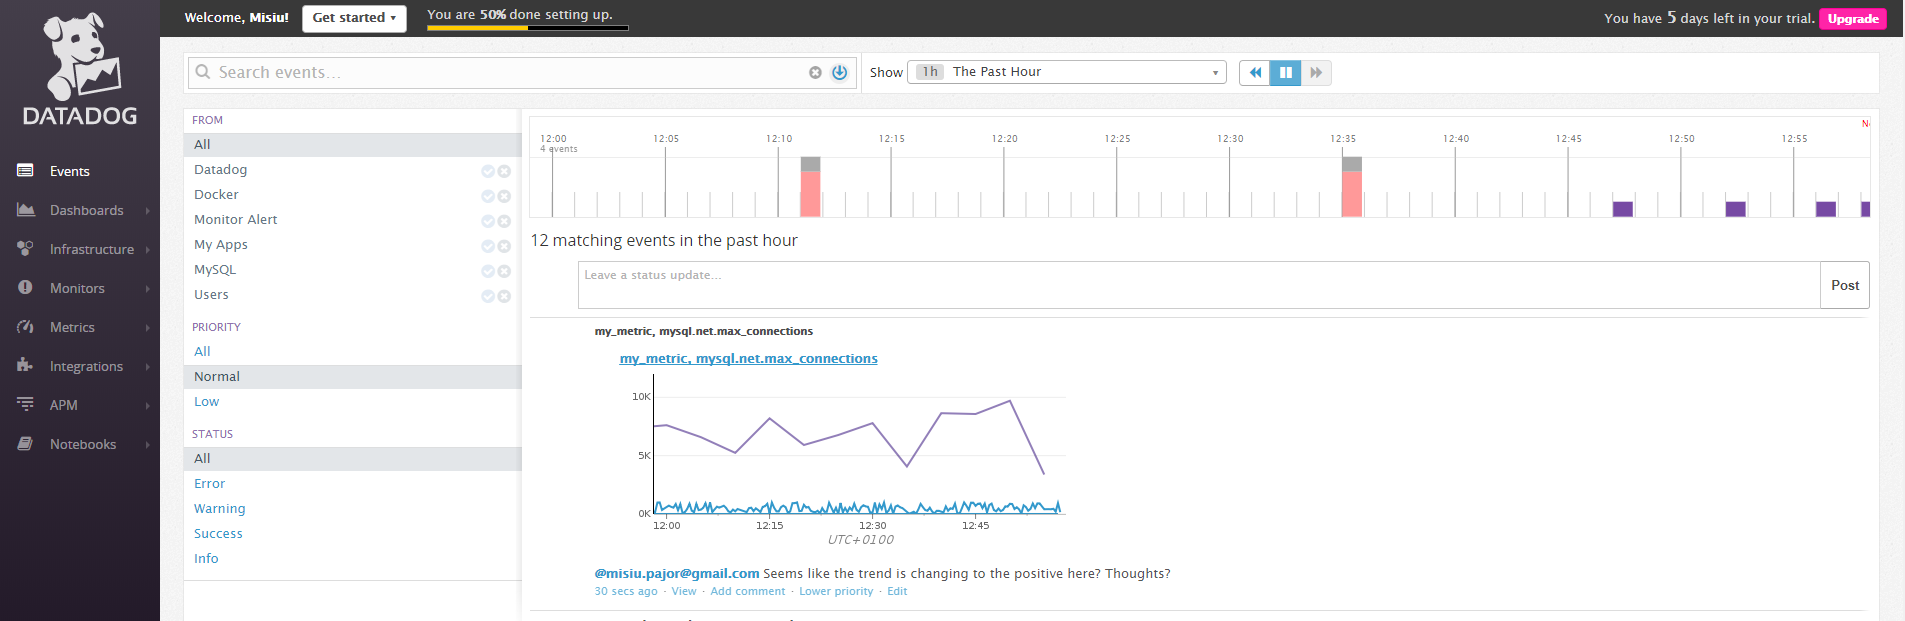 DATADOG
Events
Dashboards
Infrastructure
Monitors
Metrics
Integrations
APM
Notebooks
Welcome, Misiu!
Get started
You are 50% done setting up.
You have 5 days left in your trial.
Upgrade
Search events...
Show
1h The Past Hour
FROM
All
Datadog
Docker
Monitor Alert
My Apps
MySQL
Users
PRIORITY
All
Normal
Low
STATUS
All
Error
Warning
Success
Info
12:00 12:05 12:10 12:15 12:20 12:25 12:30 12:35 12:40 12:45 12:50 12:55
4 events
12 matching events in the past hour
Leave a status update...
Post
my_metric, mysql.net.max_connections
my_metric, mysql.net.max_connections
10K
5K
0K
12:00 12:15 12:30 12:45
UTC+0100
@misiu.pajor@gmail.com Seems like the trend is changing to the positive here? Thoughts?
30 secs ago · View · Add comment · Lower priority · Edit